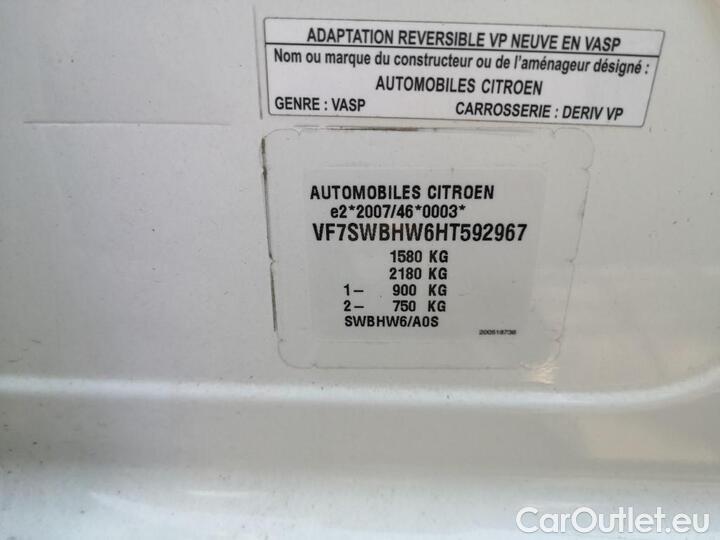 ADAPTATION REVERSIBLE VP NEUVE EN VASP
Nom ou marque du constructeur ou de l'aménageur désigné :
AUTOMOBILES CITROEN
GENRE : VASP CARROSSERIE : DERIV VP
AUTOMOBILES CITROEN
e2*2007/46*0003*
VF7SWBHW6HT592967
1580 KG
2180 KG
1- 900 KG
2- 750 KG
SWBHW6/A0S
200518738
CarOutlet.eu